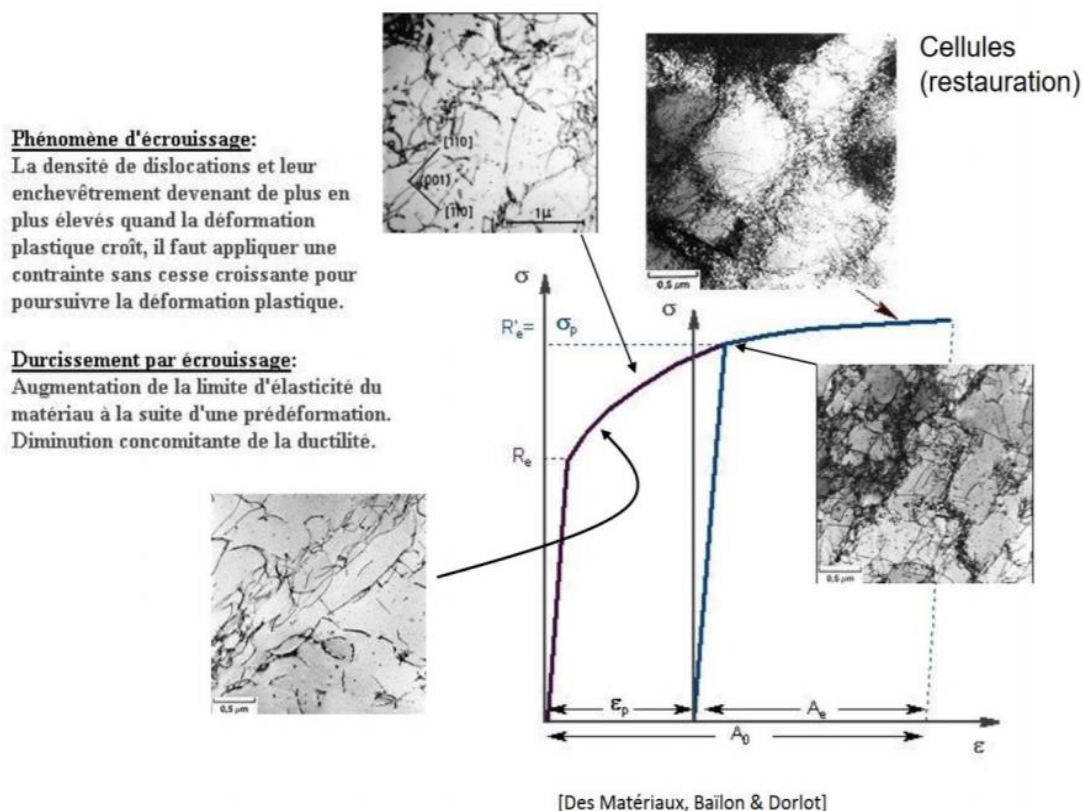 Cellules
(restauration)
Phénomène d'écrouissage:
La densité de dislocations et leur
enchevêtrement devenant de plus en
plus élevés quand la déformation
plastique croît, il faut appliquer une
contrainte sans cesse croissante pour
poursuivre la déformation plastique.
Durcissement par écrouissage:
Augmentation de la limite d'élasticité du
matériau à la suite d'une prédéformation.
Diminution concomitante de la ductilité.
[110]
(001)
[110]
1µ
0,5 µm
σ
σ
R'e= σp
Re
0,5 µm
0,5 µm
εp
Ae
A0
ε
[Des Matériaux, Baïlon & Dorlot]